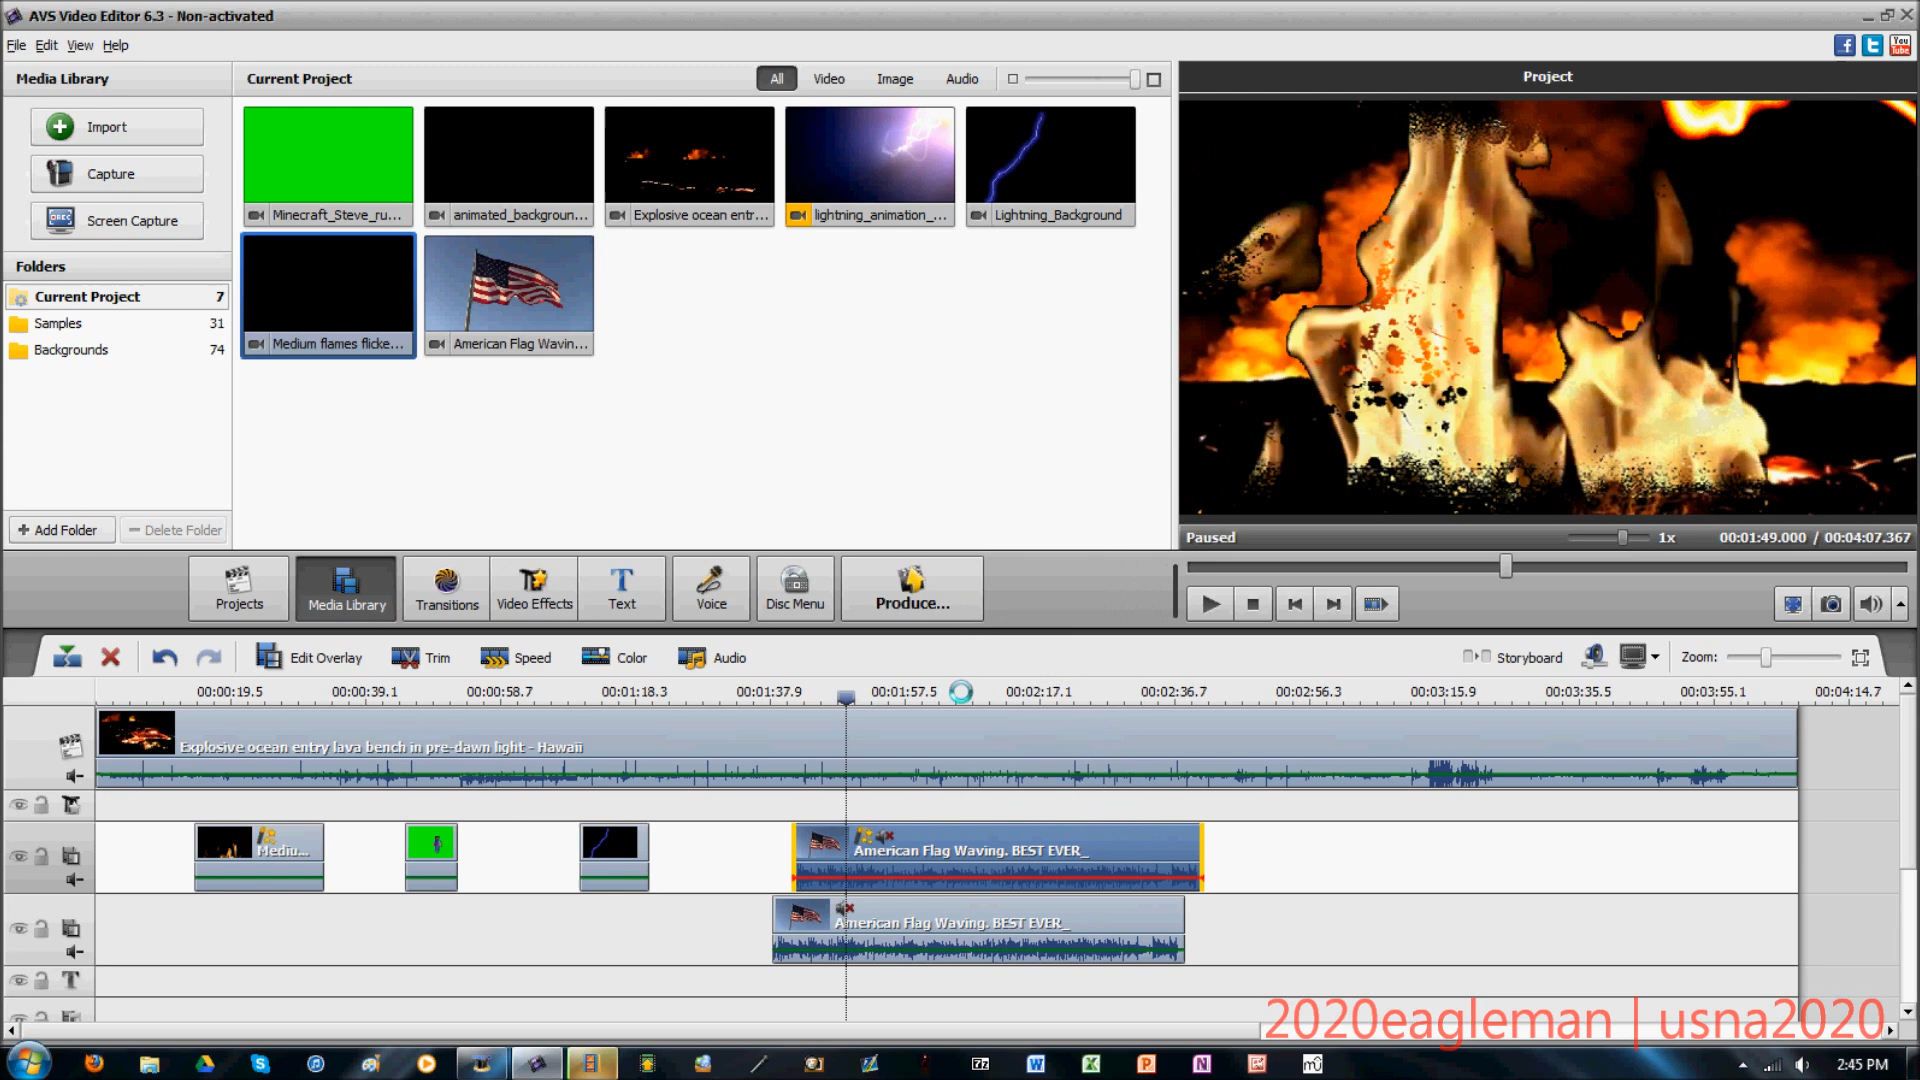 AVS Video Editor 6.3 - Non-activated
File Edit View Help
Media Library
Current Project
All Video Image Audio
Project
Import
Capture
Screen Capture
Minecraft_Steve_ru...
animated_backgroun...
Explosive ocean entr...
lightning_animation_...
Lightning_Background
Folders
Current Project 7
Samples 31
Backgrounds 74
Medium flames flicke...
American Flag Wavin...
+ Add Folder
− Delete Folder
Paused
1x
00:01:49.000 / 00:04:07.367
Projects
Media Library
Transitions
Video Effects
Text
Voice
Disc Menu
Produce...
Edit Overlay
Trim
Speed
Color
Audio
Storyboard
Zoom:
00:00:19.5 00:00:39.1 00:00:58.7 00:01:18.3 00:01:37.9 00:01:57.5 00:02:17.1 00:02:36.7 00:02:56.3 00:03:15.9 00:03:35.5 00:03:55.1 00:04:14.7
Explosive ocean entry lava bench in pre-dawn light - Hawaii
Mediu...
American Flag Waving. BEST EVER_
American Flag Waving. BEST EVER_
2020eagleman | usna2020
2:45 PM